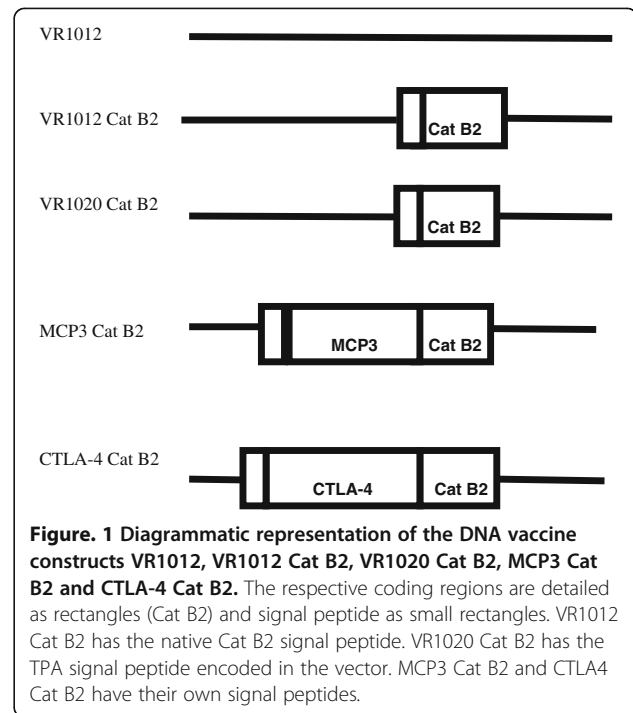 VR1012
VR1012 Cat B2
Cat B2
VR1020 Cat B2
Cat B2
MCP3 Cat B2
MCP3
Cat B2
CTLA-4 Cat B2
CTLA-4
Cat B2
Figure. 1 Diagrammatic representation of the DNA vaccine
constructs VR1012, VR1012 Cat B2, VR1020 Cat B2, MCP3 Cat
B2 and CTLA-4 Cat B2. The respective coding regions are detailed
as rectangles (Cat B2) and signal peptide as small rectangles. VR1012
Cat B2 has the native Cat B2 signal peptide. VR1020 Cat B2 has the
TPA signal peptide encoded in the vector. MCP3 Cat B2 and CTLA4
Cat B2 have their own signal peptides.